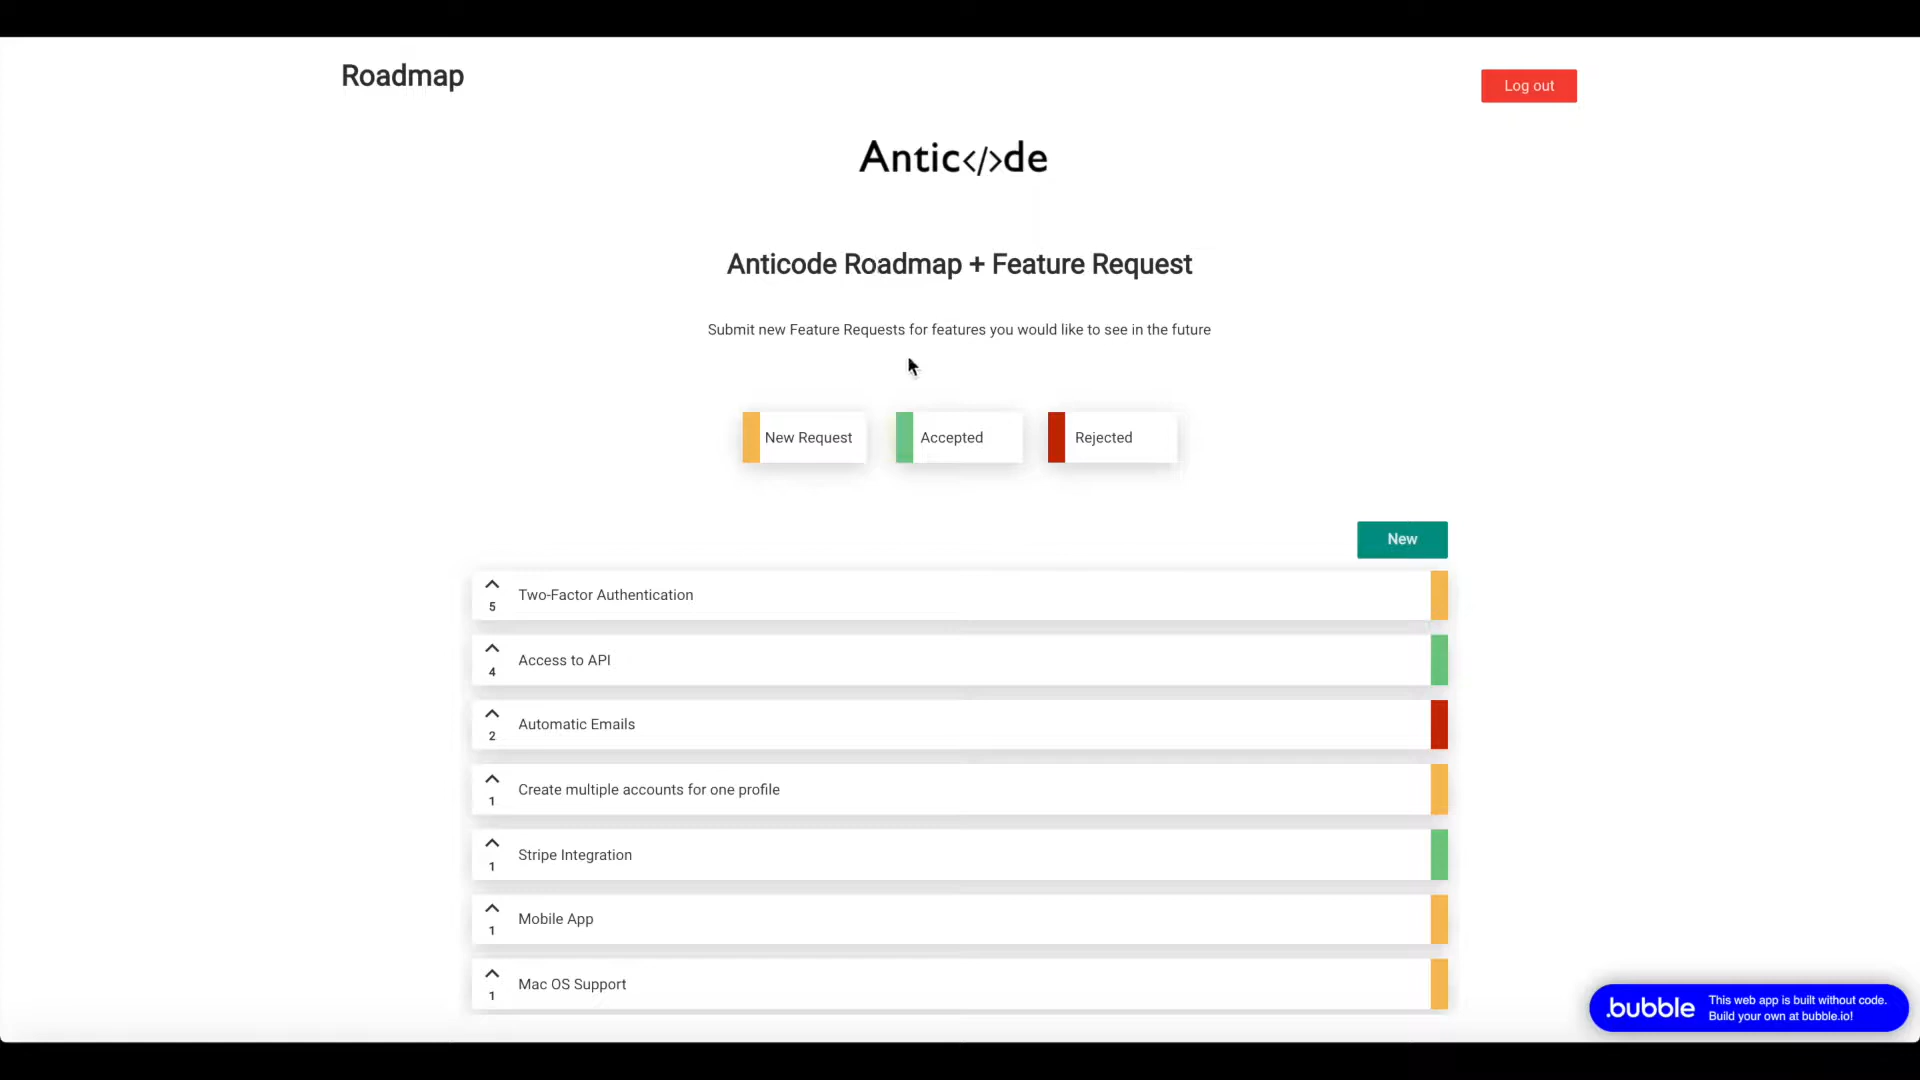 Roadmap
Log out
Antic</>de
Anticode Roadmap + Feature Request
Submit new Feature Requests for features you would like to see in the future
New Request
Accepted
Rejected
New
5
Two-Factor Authentication
4
Access to API
2
Automatic Emails
1
Create multiple accounts for one profile
1
Stripe Integration
1
Mobile App
1
Mac OS Support
.bubble
This web app is built without code.
Build your own at bubble.io!